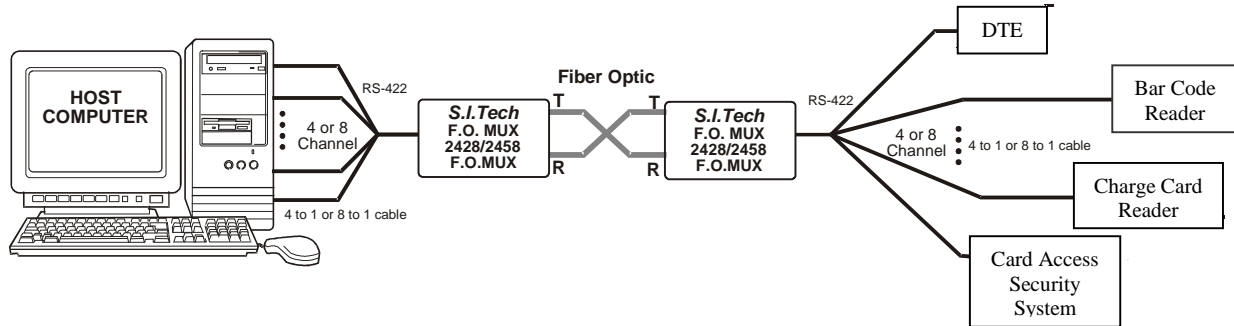 HOST
COMPUTER
RS-422
4 or 8
Channel
4 to 1 or 8 to 1 cable
S.I.Tech
F.O. MUX
2428/2458
F.O.MUX
Fiber Optic
T
T
R
R
S.I.Tech
F.O. MUX
2428/2458
F.O.MUX
RS-422
4 or 8
Channel
4 to 1 or 8 to 1 cable
DTE
Bar Code
Reader
Charge Card
Reader
Card Access
Security
System